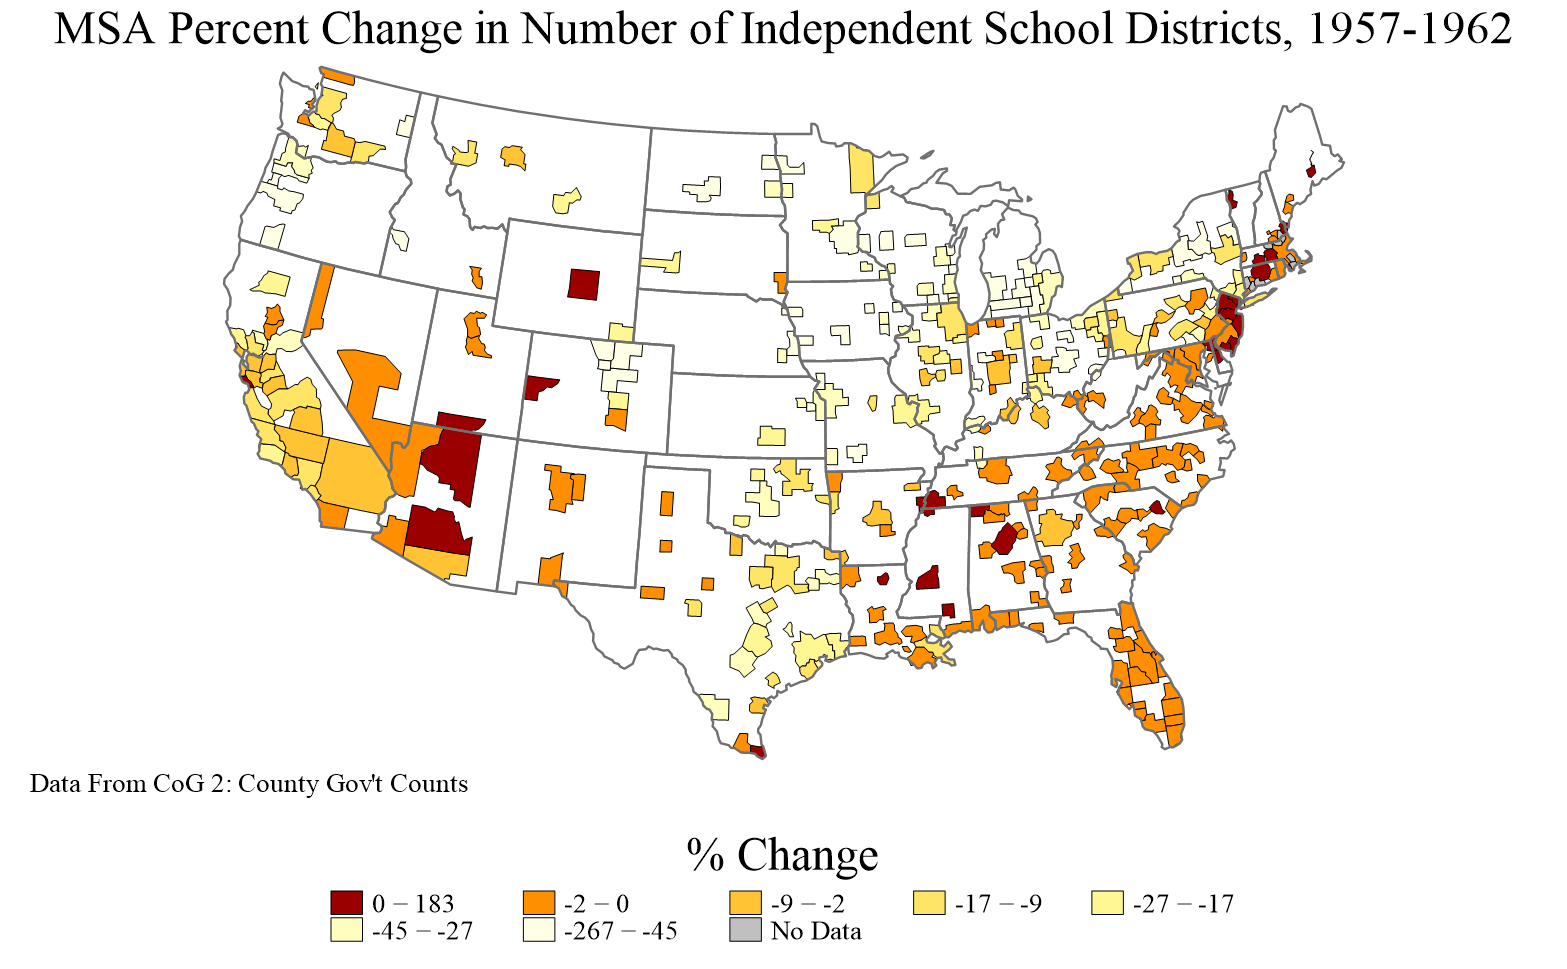 MSA Percent Change in Number of Independent School Districts, 1957-1962
Data From CoG 2: County Gov't Counts
% Change
0 – 183 -2 – 0 -9 – -2 -17 – -9 -27 – -17
-45 – -27 -267 – -45 No Data